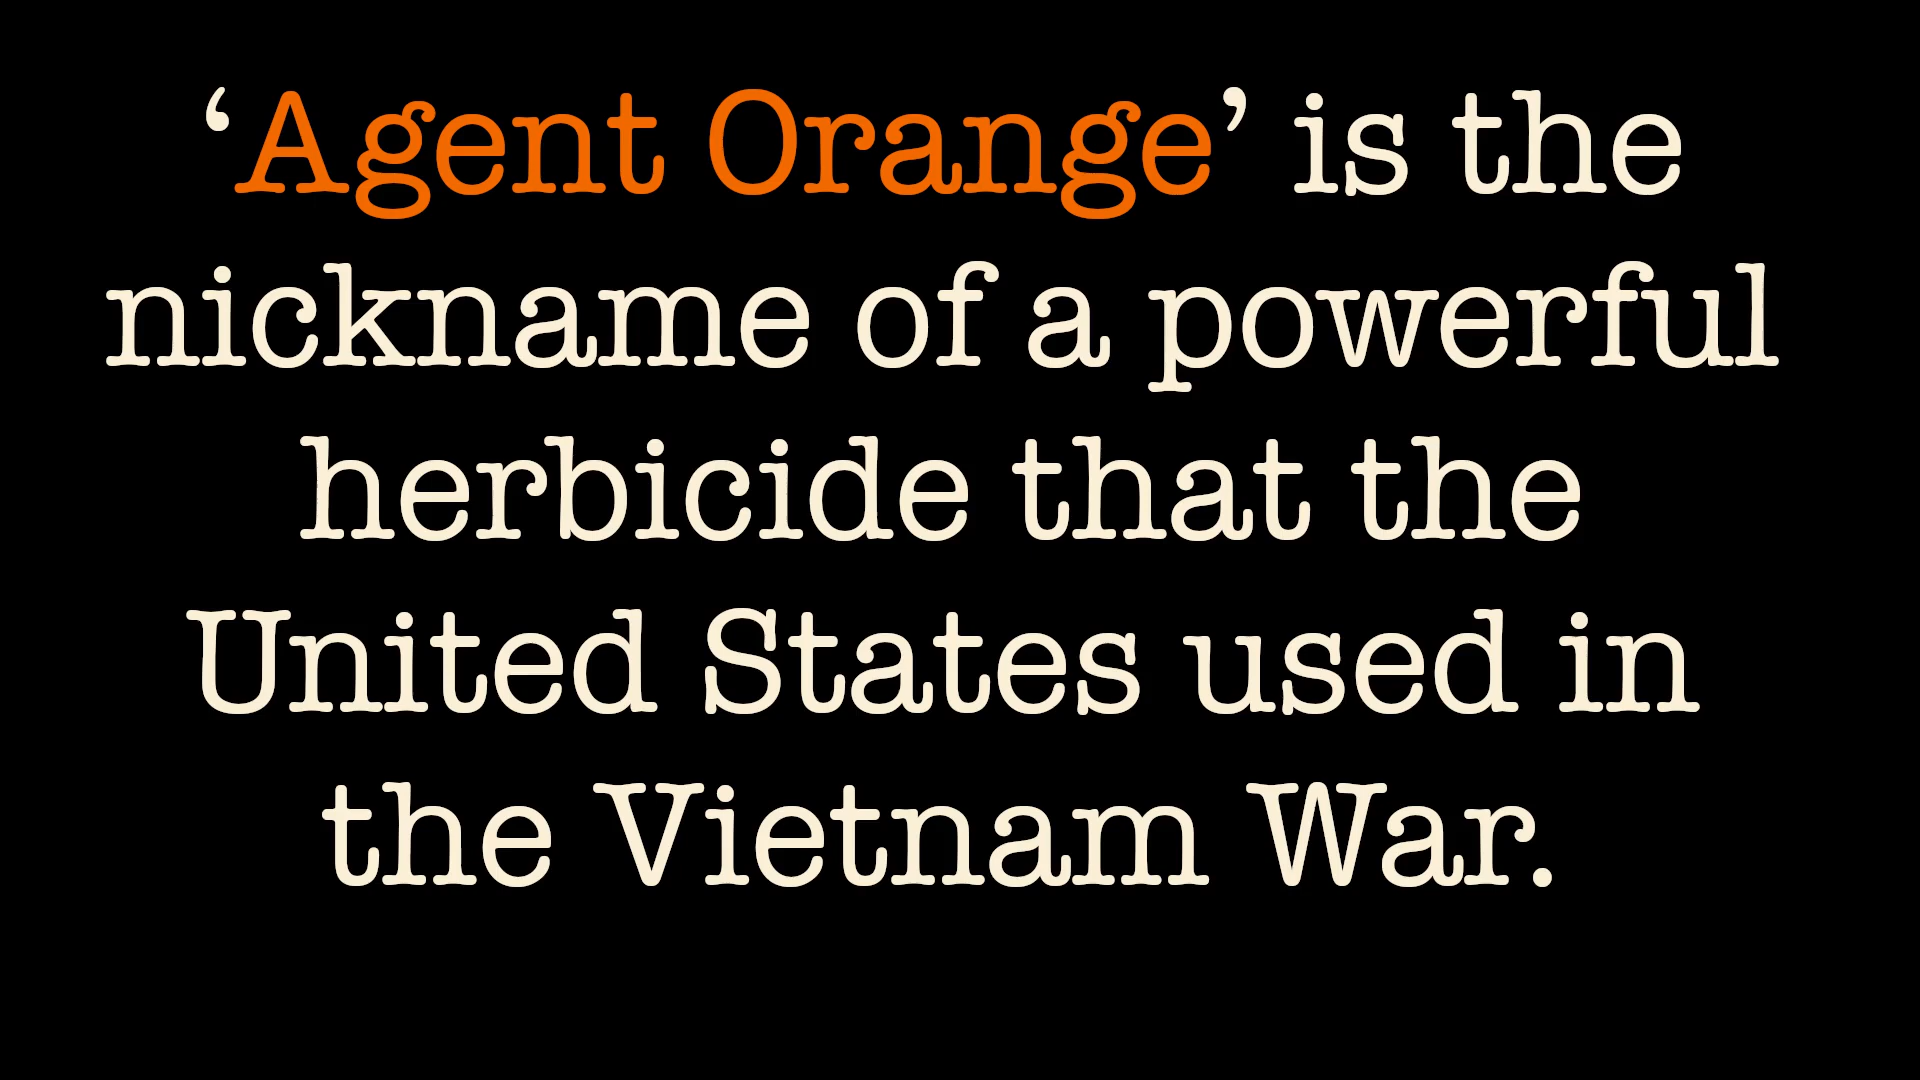 ‘Agent Orange’ is the
nickname of a powerful
herbicide that the
United States used in
the Vietnam War.